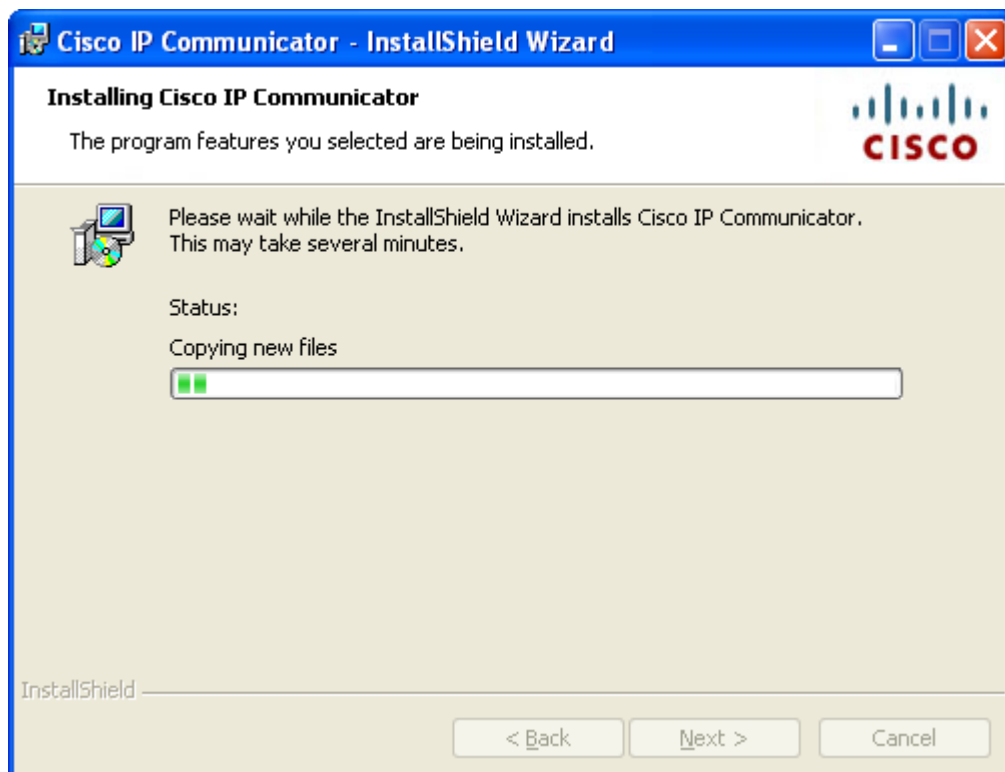 Cisco IP Communicator - InstallShield Wizard
Installing Cisco IP Communicator
The program features you selected are being installed.
CISCO
Please wait while the InstallShield Wizard installs Cisco IP Communicator.
This may take several minutes.
Status:
Copying new files
InstallShield
< Back
Next >
Cancel